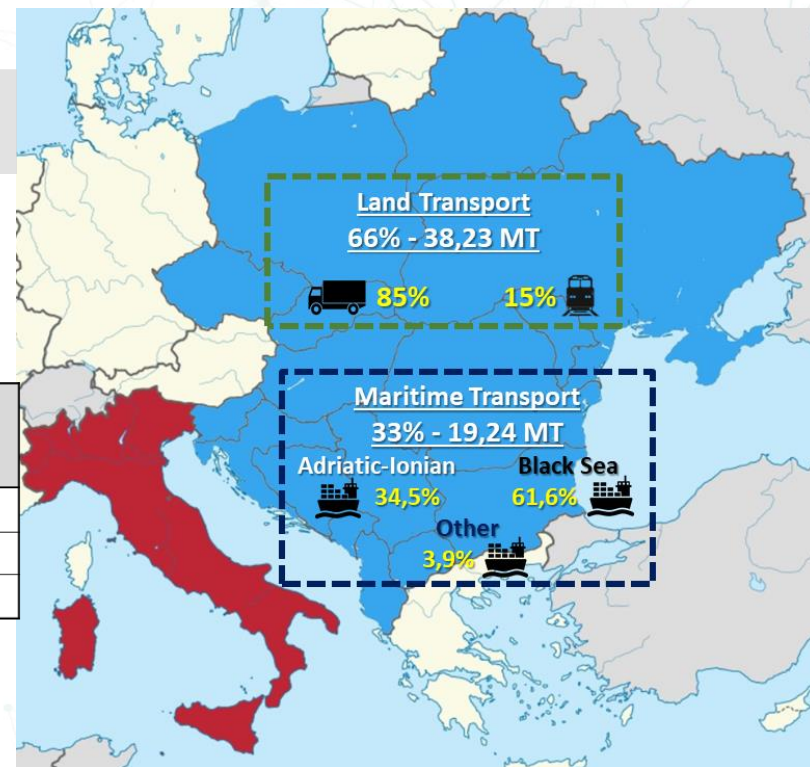 Land Transport
66% - 38,23 MT
85% 15%
Maritime Transport
33% - 19,24 MT
Adriatic-Ionian Black Sea
34,5% 61,6%
Other
3,9%